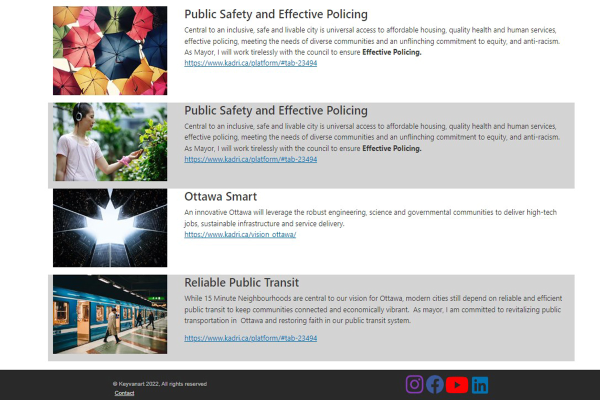 Public Safety and Effective Policing
Central to an inclusive, safe and livable city is universal access to affordable housing, quality health and human services,
effective policing, meeting the needs of diverse communities and an unflinching commitment to equity, and anti-racism.
As Mayor, I will work tirelessly with the council to ensure Effective Policing.
https://www.kadri.ca/platform/#tab-23494
Public Safety and Effective Policing
Central to an inclusive, safe and livable city is universal access to affordable housing, quality health and human services,
effective policing, meeting the needs of diverse communities and an unflinching commitment to equity, and anti-racism.
As Mayor, I will work tirelessly with the council to ensure Effective Policing.
https://www.kadri.ca/platform/#tab-23494
Ottawa Smart
An innovative Ottawa will leverage the robust engineering, science and governmental communities to deliver high-tech
jobs, sustainable infrastructure and service delivery.
https://www.kadri.ca/vision_ottawa/
Reliable Public Transit
While 15 Minute Neighbourhoods are central to our vision for Ottawa, modern cities still depend on reliable and efficient
public transit to keep communities connected and economically vibrant. As mayor, I am committed to revitalizing public
transportation in Ottawa and restoring faith in our public transit system.
https://www.kadri.ca/platform/#tab-23494
© Keyvanart 2022, All rights reserved
Contact